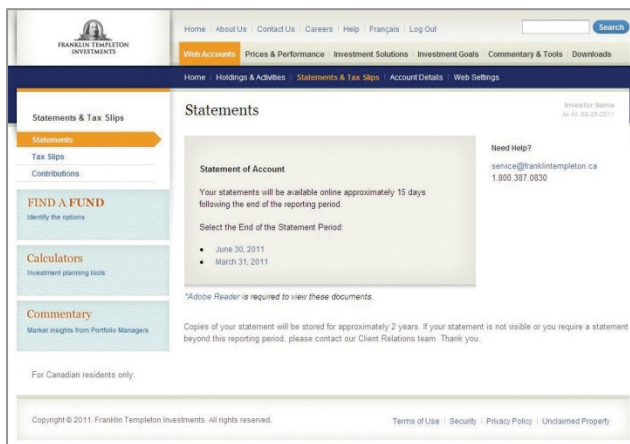 FRANKLIN TEMPLETON
INVESTMENTS
Home About Us Contact Us Careers Help Français Log Out
Search
Web Accounts Prices & Performance Investment Solutions Investment Goals Commentary & Tools Downloads
Home Holdings & Activities Statements & Tax Slips Account Details Web Settings
Statements & Tax Slips
Statements
Tax Slips
Contributions
FIND A FUND
Identify the options
Calculators
Investment planning tools
Commentary
Market insights from Portfolio Managers
For Canadian residents only.
Statements
Investor Name
As At: 09-25-2011
Statement of Account
Your statements will be available online approximately 15 days
following the end of the reporting period.
Select the End of the Statement Period:
• June 30, 2011
• March 31, 2011
Need Help?
service@franklintempleton.ca
1.800.387.0830
*Adobe Reader is required to view these documents.
Copies of your statement will be stored for approximately 2 years. If your statement is not visible or you require a statement
beyond this reporting period, please contact our Client Relations team. Thank you.
Copyright © 2011. Franklin Templeton Investments. All rights reserved.
Terms of Use Security Privacy Policy Unclaimed Property